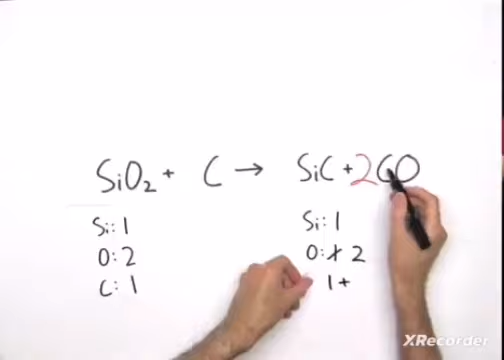 SiO₂ + C → SiC + 2CO
Si: 1 Si: 1
O: 2 O: 1 2
C: 1 1 +
XRecorder